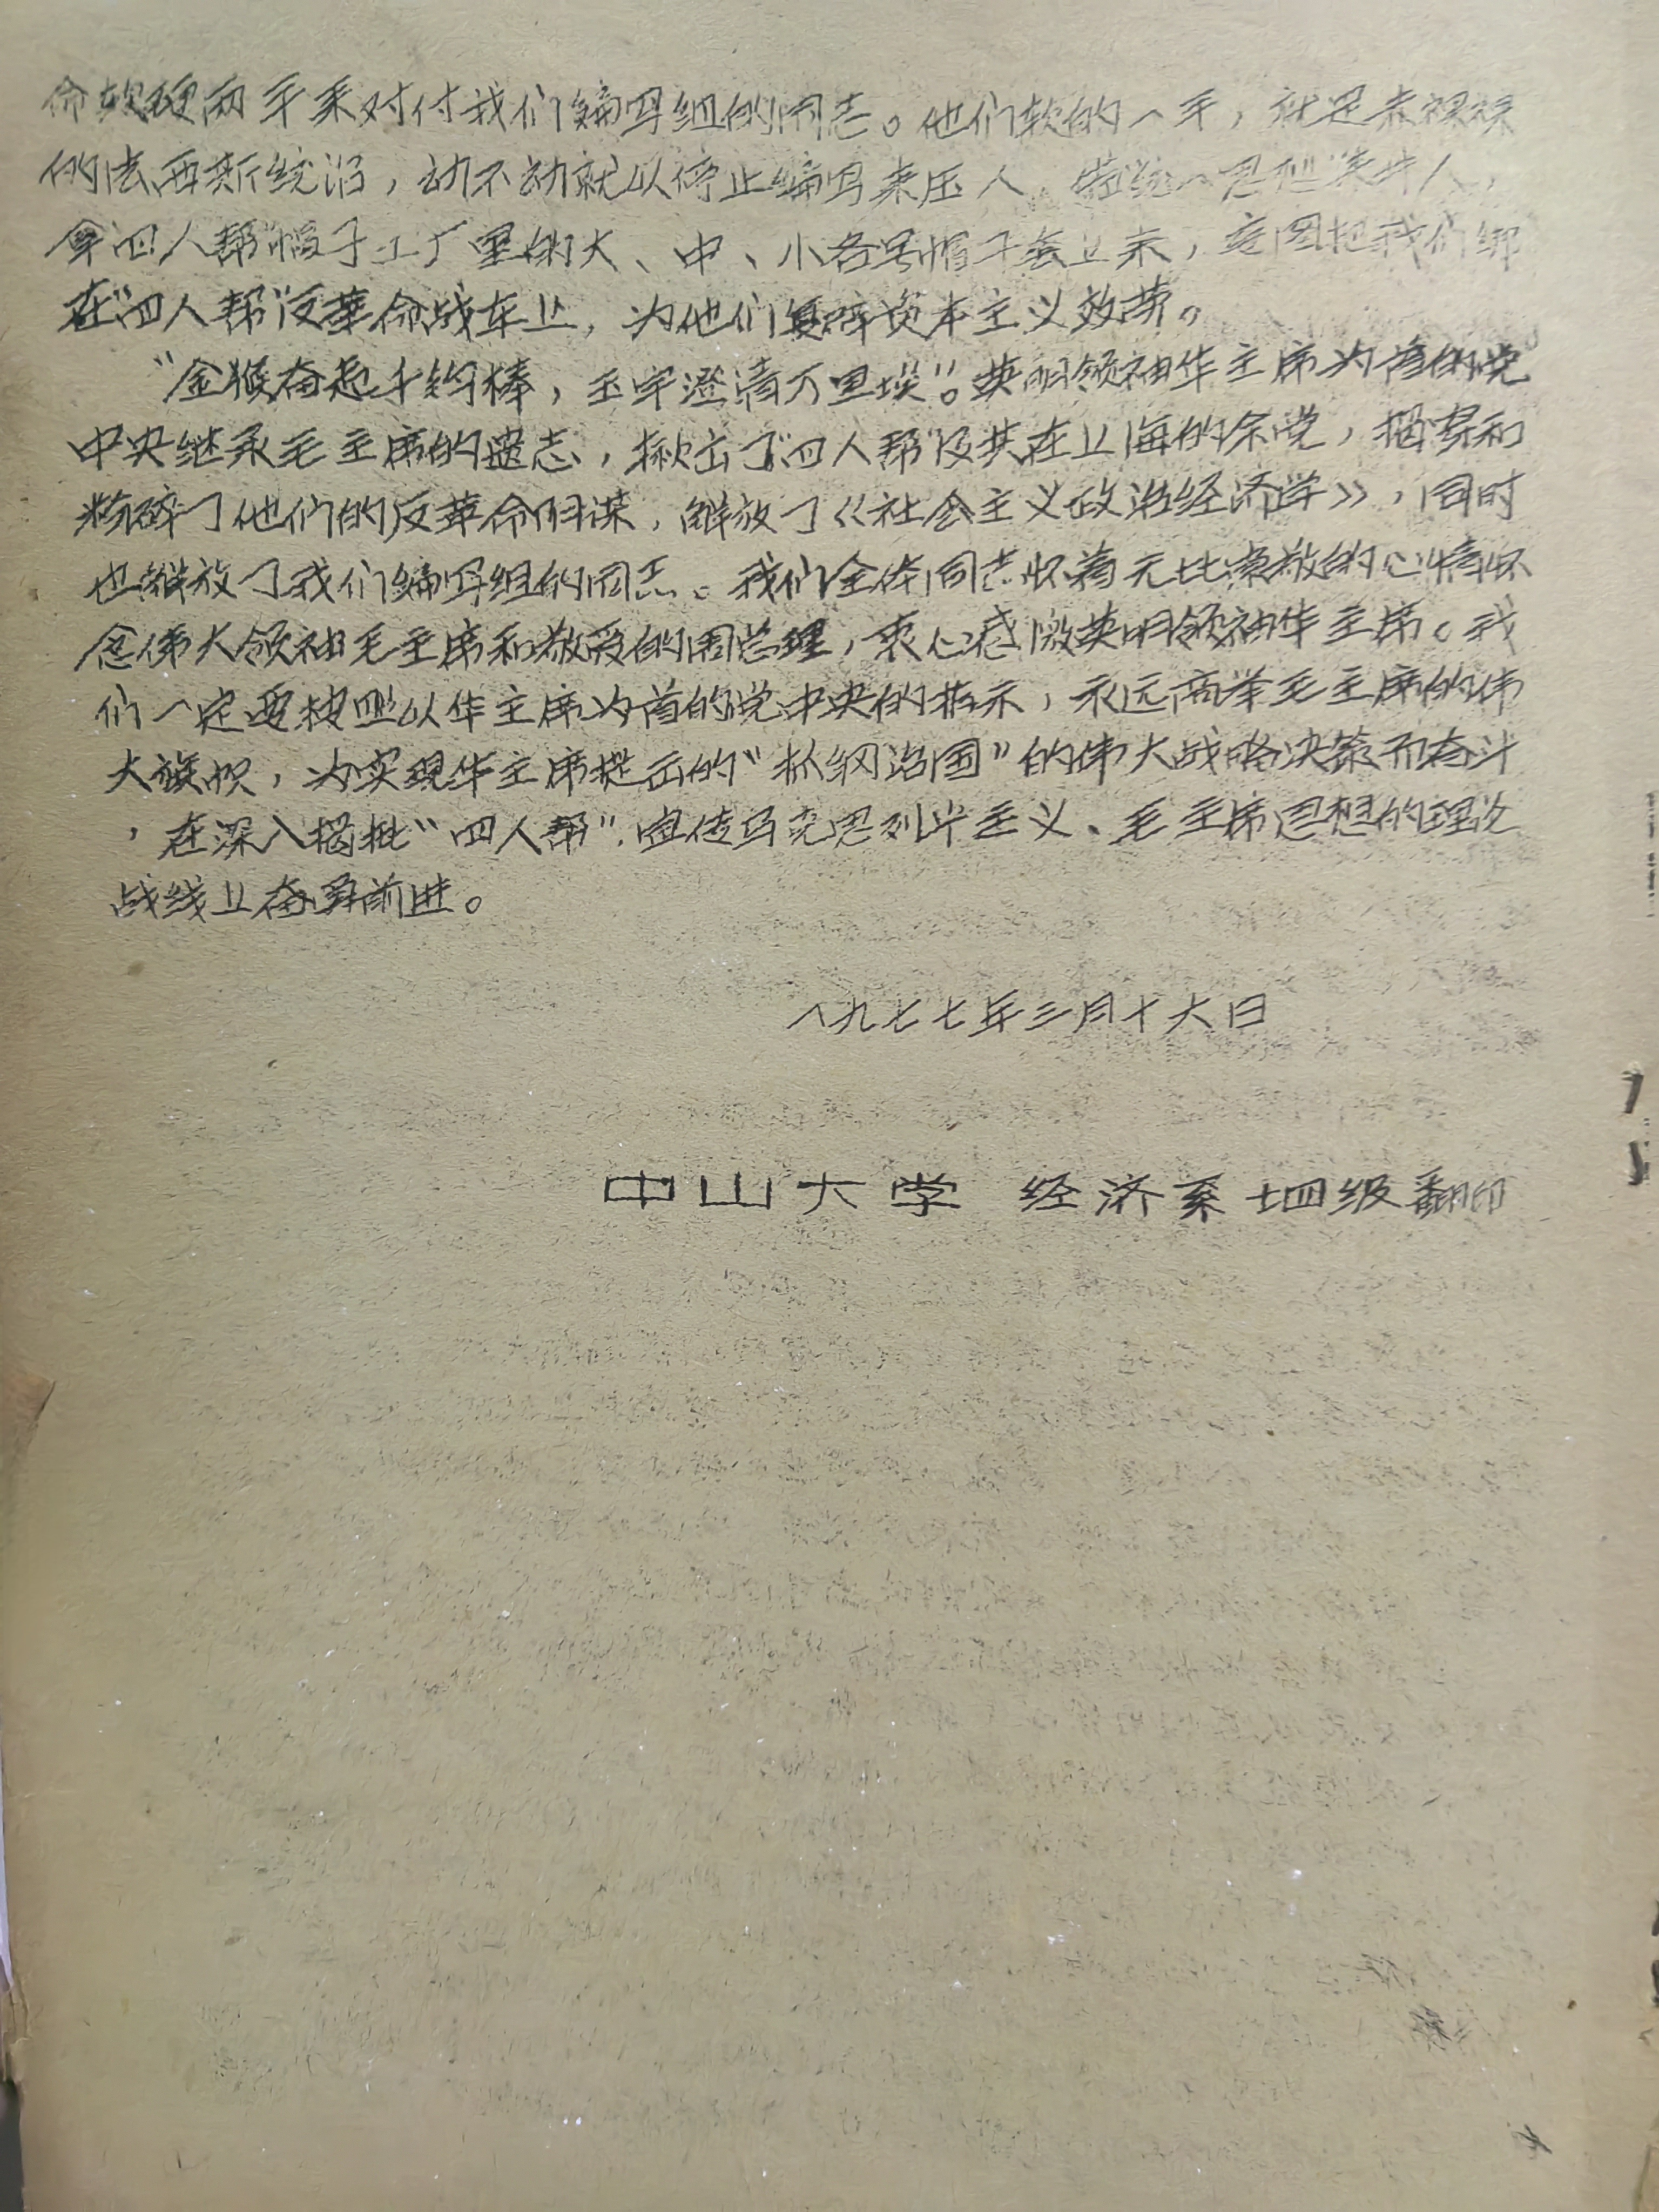 命软硬两手来对付我们编写组的同志。他们软的一手，就是赤裸裸
的法西斯统治，动不动就以停止编写来压人
拿四人帮帽子工厂里的大、中、小各号帽子套上来，妄图把我们绑
在“四人帮”反革命战车上，为他们复辟资本主义效劳。
“金猴奋起千钧棒，玉宇澄清万里埃”。英明领袖华主席为首的党
中央继承毛主席的遗志，揪出了“四人帮”及其在上海的余党，揭穿和
粉碎了他们的反革命阴谋，解放了《社会主义政治经济学》，同时
也解放了我们编写组的同志。我们全体同志怀着无比崇敬的心情怀
念伟大领袖毛主席和敬爱的周总理，衷心感激英明领袖华主席。我
们一定要按照以华主席为首的党中央的指示，永远高举毛主席的伟
大旗帜，为实现华主席提出的“抓纲治国”的伟大战略决策而奋斗
，在深入揭批“四人帮”，宣传马克思列宁主义、毛主席思想的理论
战线上奋勇前进。
一九七七年三月十六日
中山大学 经济系 七四级 翻印